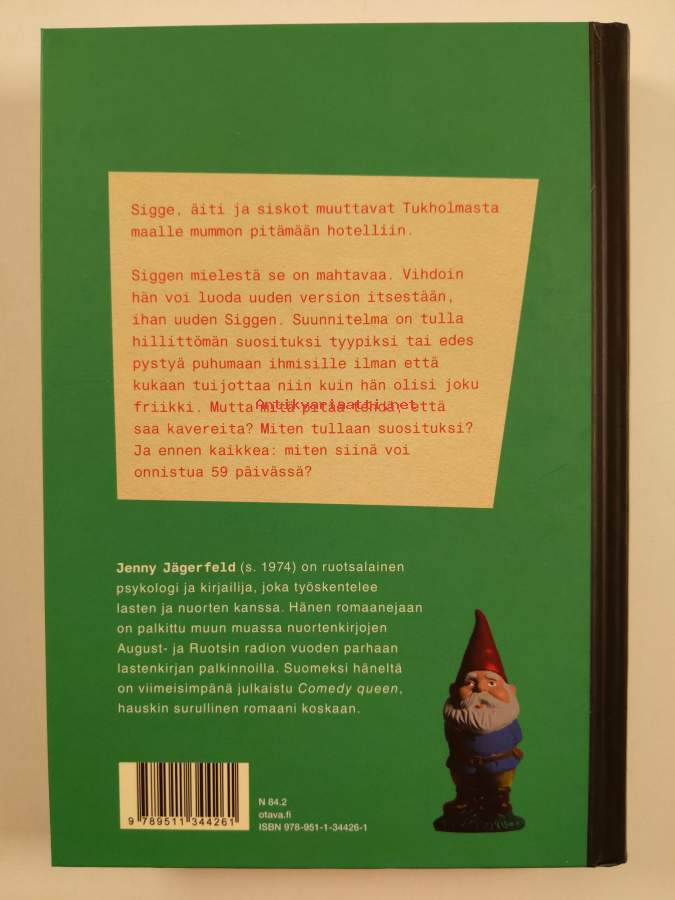 Sigge, äiti ja siskot muuttavat Tukholmasta
maalle mummon pitämään hotelliin.
Siggen mielestä se on mahtavaa. Vihdoin
hän voi luoda uuden version itsestään,
ihan uuden Siggen. Suunnitelma on tulla
hillittömän suosituksi tyypiksi tai edes
pystyä puhumaan ihmisille ilman että
kukaan tuijottaa niin kuin hän olisi joku
friikki. Mutta mitä pitää tehdä, että
Antikvariaatti.net
saa kavereita? Miten tullaan suosituksi?
Ja ennen kaikkea: miten siinä voi
onnistua 59 päivässä?
Jenny Jägerfeld (s. 1974) on ruotsalainen
psykologi ja kirjailija, joka työskentelee
lasten ja nuorten kanssa. Hänen romaanejaan
on palkittu muun muassa nuortenkirjojen
August- ja Ruotsin radion vuoden parhaan
lastenkirjan palkinnoilla. Suomeksi häneltä
on viimeisimpänä julkaistu Comedy queen,
hauskin surullinen romaani koskaan.
9 789511 344261
N 84.2
otava.fi
ISBN 978-951-1-34426-1